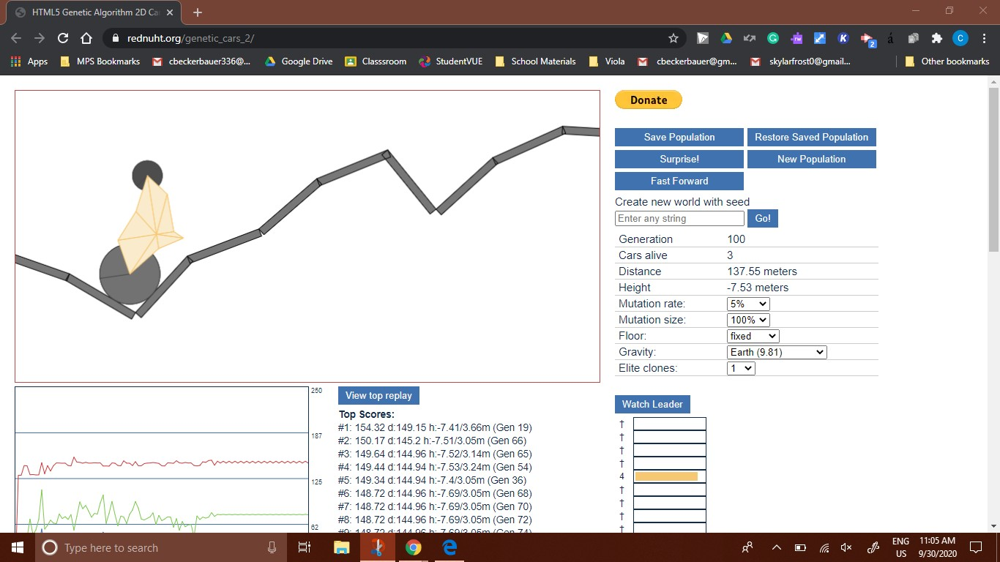 HTML5 Genetic Algorithm 2D Ca
rednuht.org/genetic_cars_2/
Apps MPS Bookmarks cbeckerbauer336@... Google Drive Classsroom StudentVUE School Materials Viola cbeckerbauer@gm... skylarfrost0@gmail... Other bookmarks
Donate
Save Population Restore Saved Population
Surprise! New Population
Fast Forward
Create new world with seed
Enter any string Go!
Generation 100
Cars alive 3
Distance 137.55 meters
Height -7.53 meters
Mutation rate: 5%
Mutation size: 100%
Floor: fixed
Gravity: Earth (9.81)
Elite clones: 1
250
187
125
62
View top replay
Top Scores:
#1: 154.32 d:149.15 h:-7.41/3.66m (Gen 19)
#2: 150.17 d:145.2 h:-7.51/3.05m (Gen 66)
#3: 149.64 d:144.96 h:-7.52/3.14m (Gen 65)
#4: 149.44 d:144.94 h:-7.53/3.24m (Gen 54)
#5: 149.34 d:144.94 h:-7.4/3.05m (Gen 36)
#6: 148.72 d:144.96 h:-7.69/3.05m (Gen 68)
#7: 148.72 d:144.96 h:-7.69/3.05m (Gen 70)
#8: 148.72 d:144.96 h:-7.69/3.05m (Gen 72)
#9: 148.72 d:144.96 h:-7.69/3.05m (Gen 74)
Watch Leader
†
†
†
†
4
†
†
†
†
Type here to search
ENG
US
11:05 AM
9/30/2020